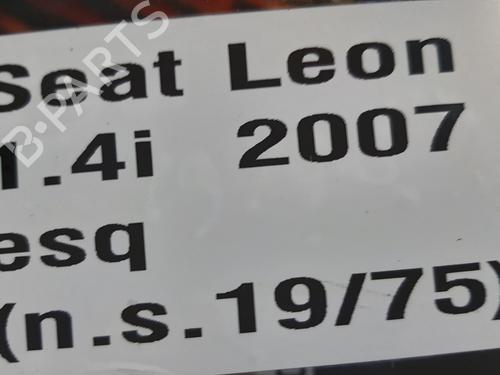 Seat Leon
1.4i 2007
esq
(n.s.19/75)
B-PARTS